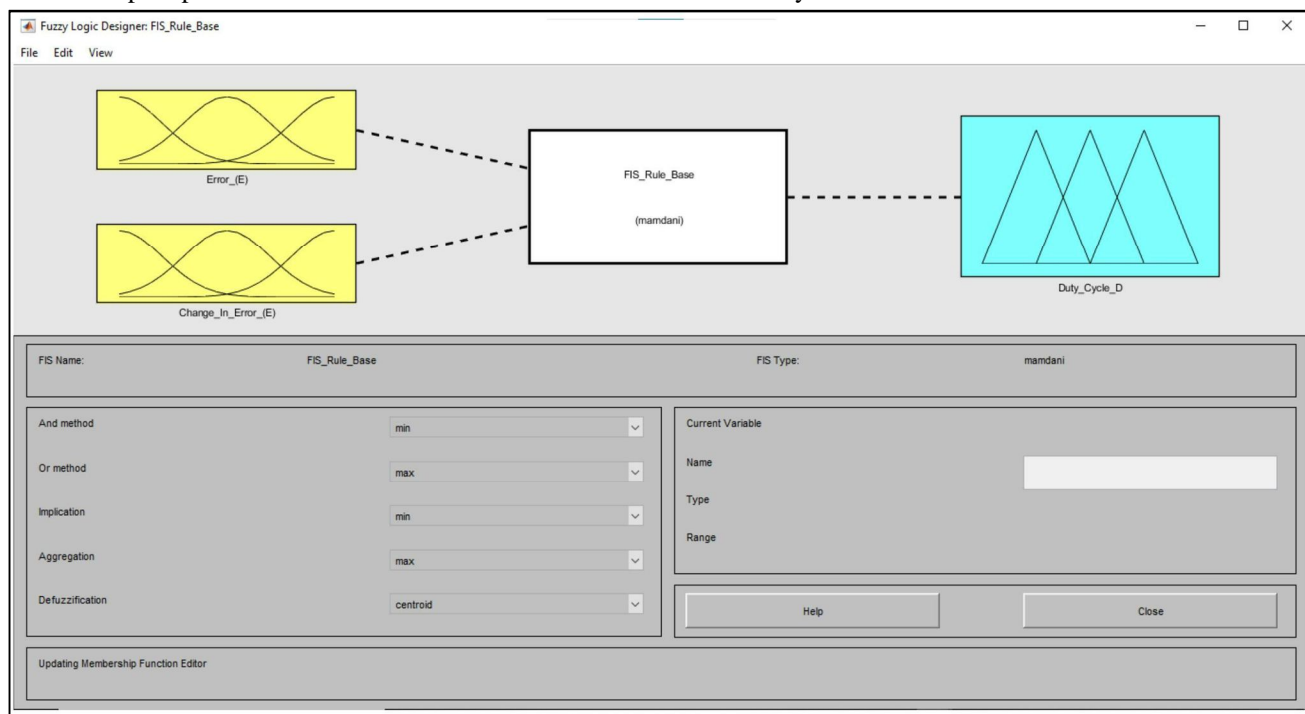 Fuzzy Logic Designer: FIS_Rule_Base
File Edit View
Error_(E)
Change_In_Error_(E)
FIS_Rule_Base
(mamdani)
Duty_Cycle_D
FIS Name: FIS_Rule_Base FIS Type: mamdani
And method min
Or method max
Implication min
Aggregation max
Defuzzification centroid
Current Variable
Name
Type
Range
Help Close
Updating Membership Function Editor